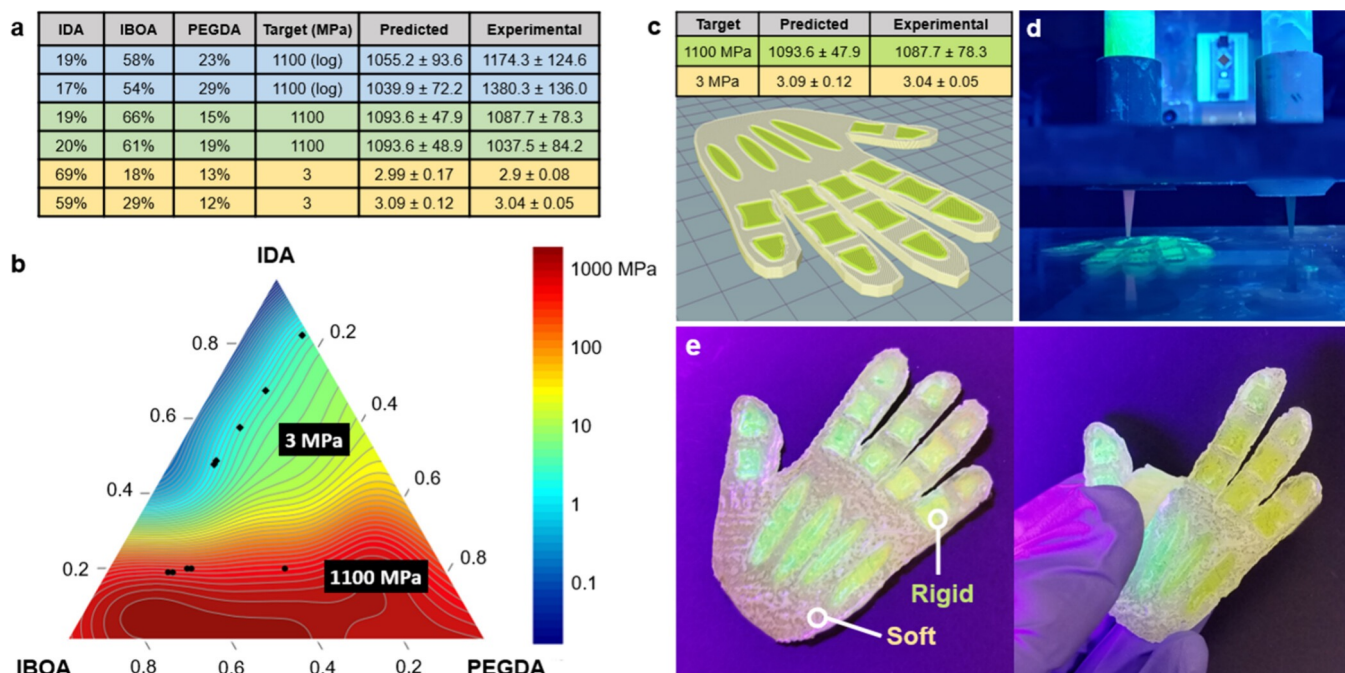 a
IDA IBOA PEGDA Target (MPa) Predicted Experimental
19% 58% 23% 1100 (log) 1055.2 ± 93.6 1174.3 ± 124.6
17% 54% 29% 1100 (log) 1039.9 ± 72.2 1380.3 ± 136.0
19% 66% 15% 1100 1093.6 ± 47.9 1087.7 ± 78.3
20% 61% 19% 1100 1093.6 ± 48.9 1037.5 ± 84.2
69% 18% 13% 3 2.99 ± 0.17 2.9 ± 0.08
59% 29% 12% 3 3.09 ± 0.12 3.04 ± 0.05
b
IDA
0.8 0.2
0.6 0.4
3 MPa
0.4 0.6
0.2 0.8
1100 MPa
0.8 0.6 0.4 0.2
IBOA PEGDA
1000 MPa
100
10
1
0.1
c
Target Predicted Experimental
1100 MPa 1093.6 ± 47.9 1087.7 ± 78.3
3 MPa 3.09 ± 0.12 3.04 ± 0.05
d
e
Rigid
Soft